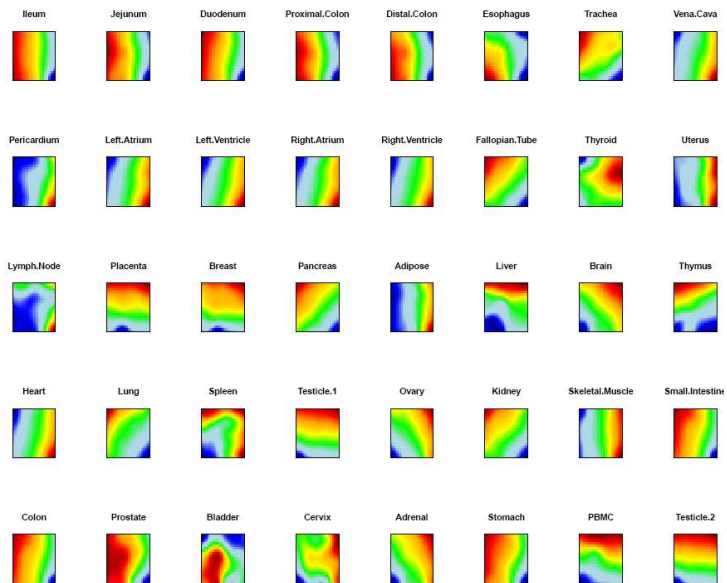 Ileum Jejunum Duodenum Proximal.Colon Distal.Colon Esophagus Trachea Vena.Cava
Pericardium Left.Atrium Left.Ventricle Right.Atrium Right.Ventricle Fallopian.Tube Thyroid Uterus
Lymph.Node Placenta Breast Pancreas Adipose Liver Brain Thymus
Heart Lung Spleen Testicle.1 Ovary Kidney Skeletal.Muscle Small.Intestine
Colon Prostate Bladder Cervix Adrenal Stomach PBMC Testicle.2